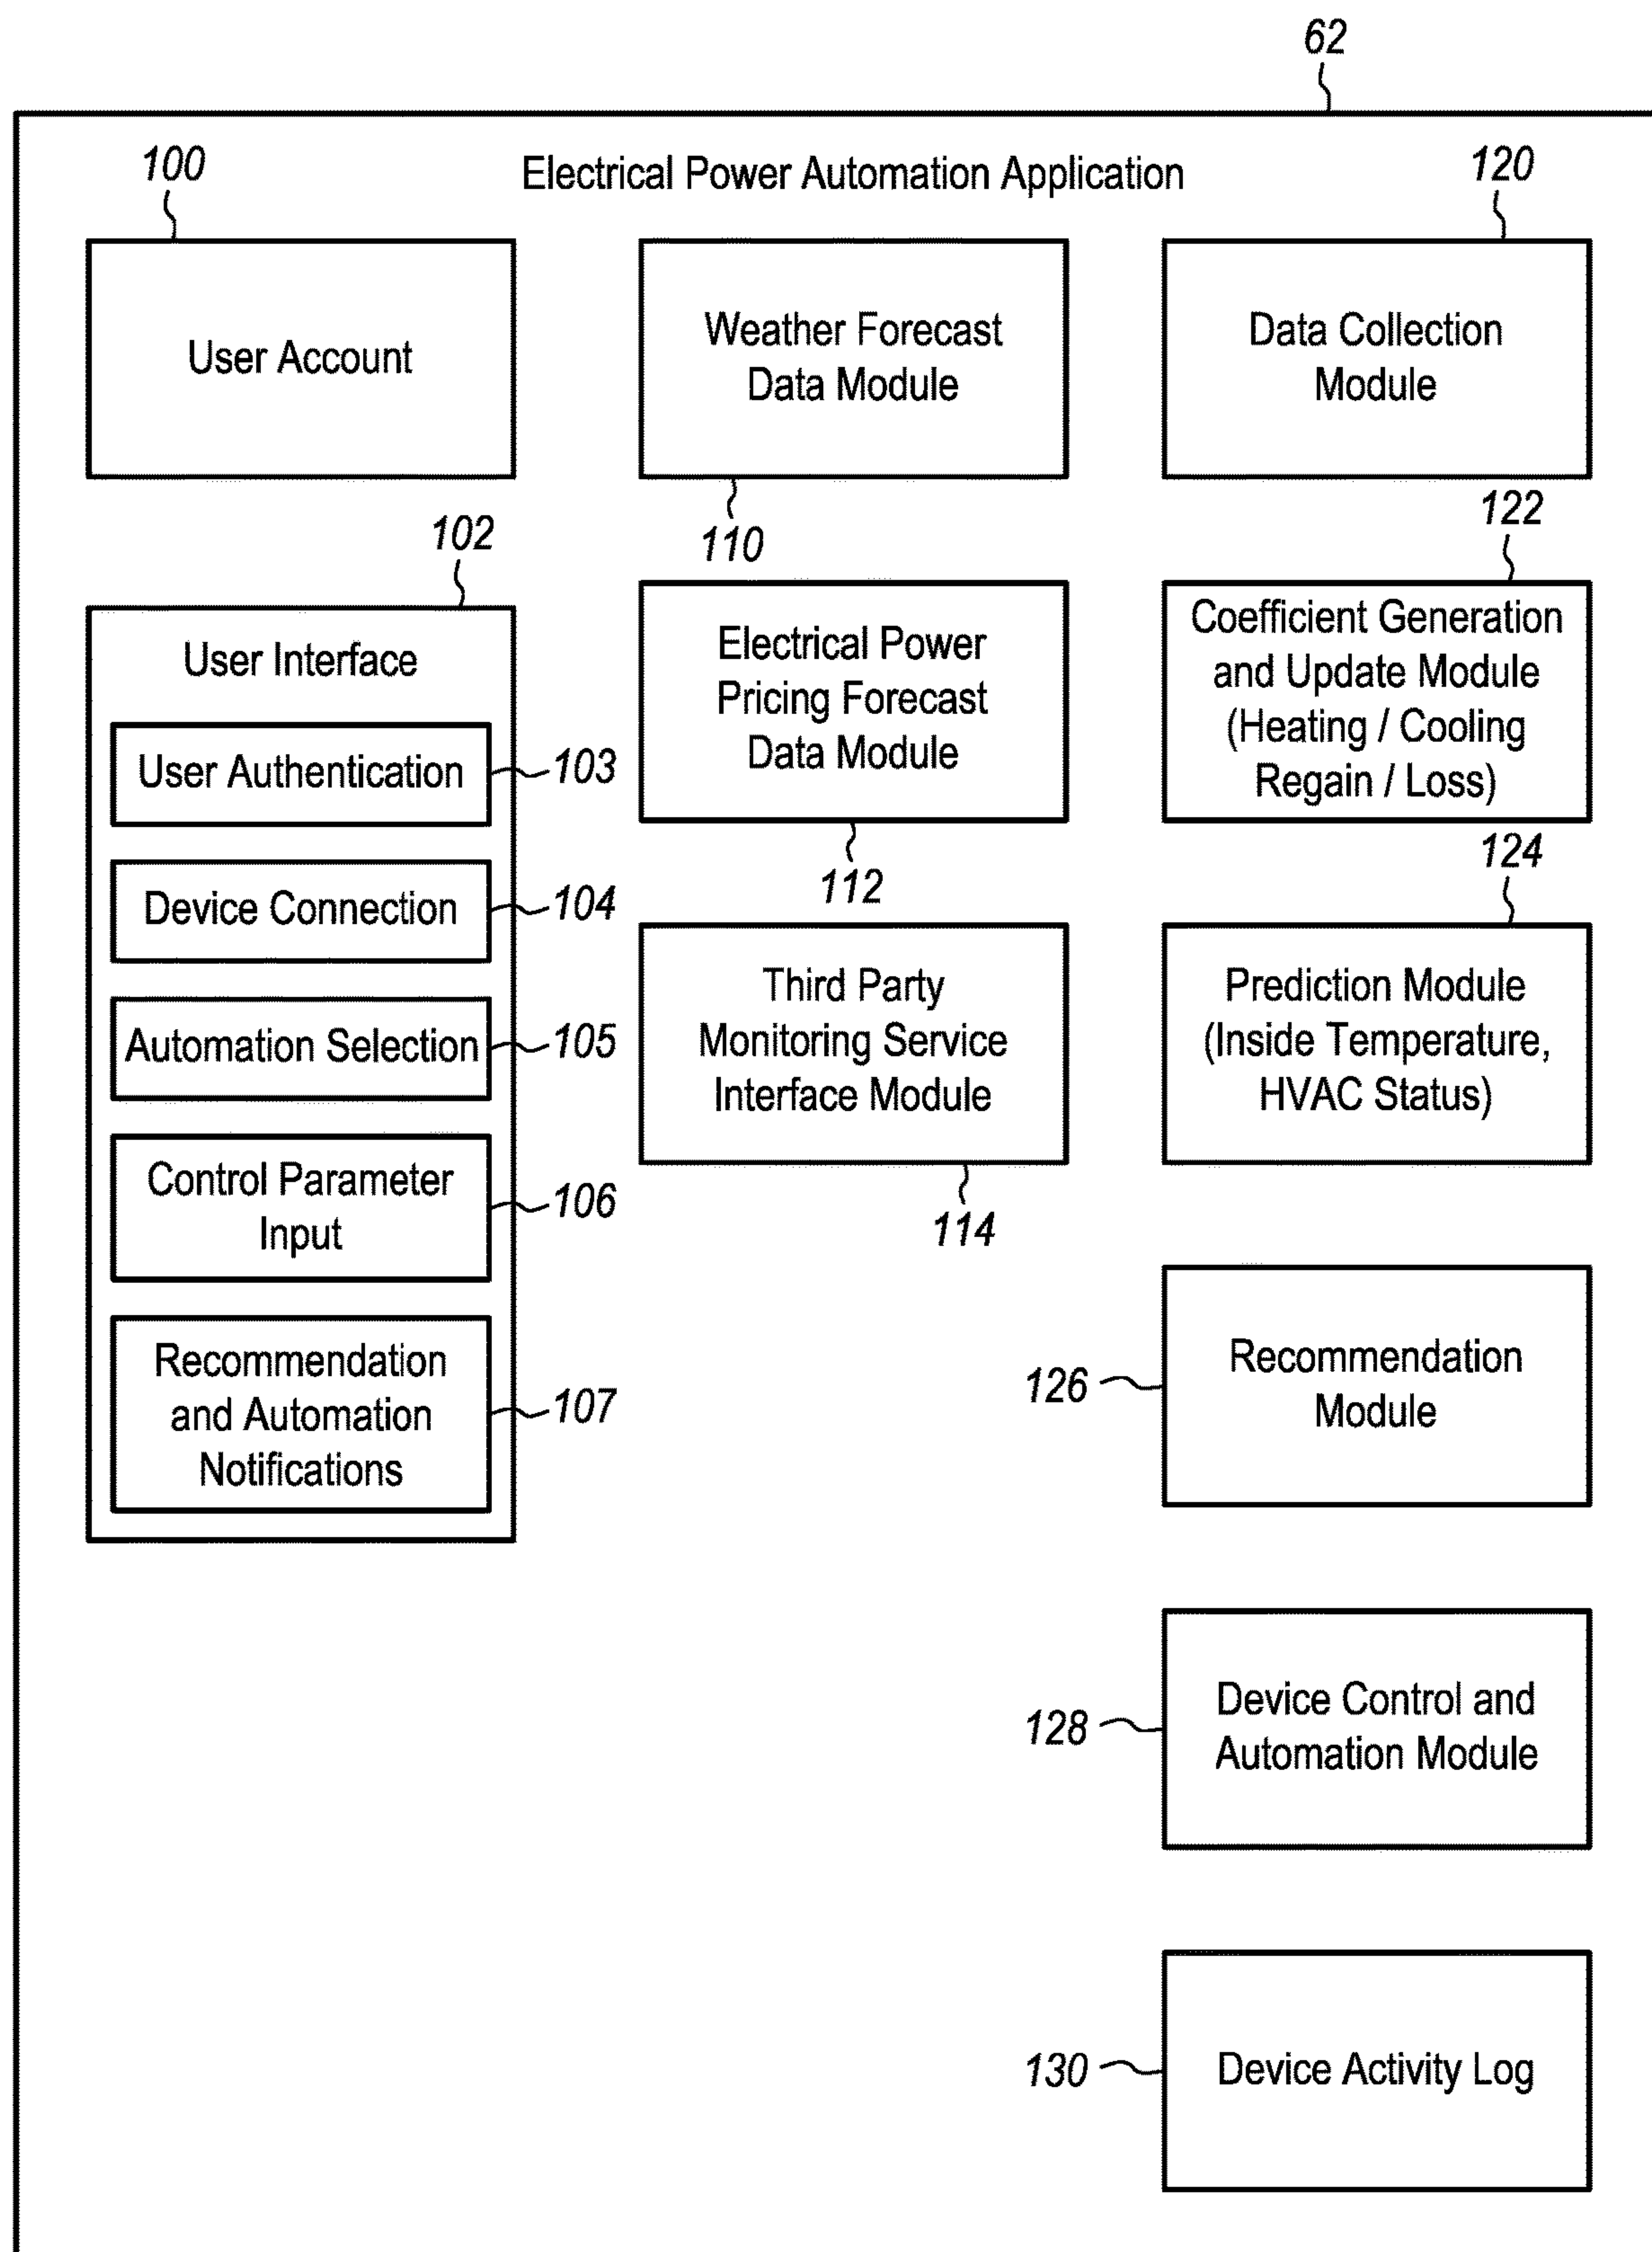 62
Electrical Power Automation Application
100
User Account
102
User Interface
User Authentication
103
Device Connection
104
Automation Selection
105
Control Parameter
Input
106
Recommendation
and Automation
Notifications
107
Weather Forecast
Data Module
110
Electrical Power
Pricing Forecast
Data Module
112
Third Party
Monitoring Service
Interface Module
114
120
Data Collection
Module
122
Coefficient Generation
and Update Module
(Heating / Cooling
Regain / Loss)
124
Prediction Module
(Inside Temperature,
HVAC Status)
126
Recommendation
Module
128
Device Control and
Automation Module
130
Device Activity Log